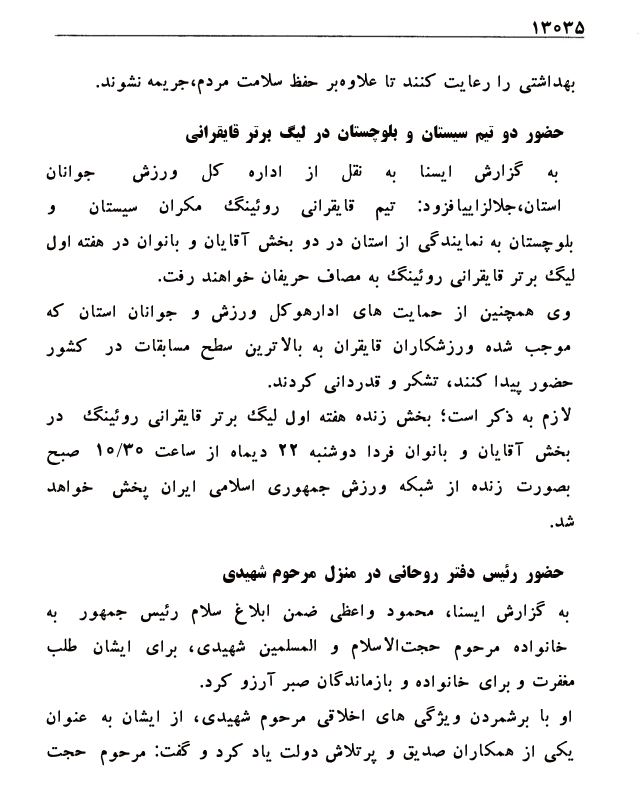 ۱۳۰۳۵
بهداشتی را رعایت کنند تا علاوه‌بر حفظ سلامت مردم،جریمه نشوند.
حضور دو تیم سیستان و بلوچستان در لیگ برتر قایقرانی
به گزارش ایسنا به نقل از اداره کل ورزش جوانان
استان،جلالزاییافزود: تیم قایقرانی روئینگ مکران سیستان و
بلوچستان به نمایندگی از استان در دو بخش آقایان و بانوان در هفته اول
لیگ برتر قایقرانی روئینگ به مصاف حریفان خواهند رفت.
وی همچنین از حمایت های ادارهوکل ورزش و جوانان استان که
موجب شده ورزشکاران قایقران به بالاترین سطح مسابقات در کشور
حضور پیدا کنند، تشکر و قدردانی کردند.
لازم به ذکر است؛ بخش زنده هفته اول لیگ برتر قایقرانی روئینگ در
بخش آقایان و بانوان فردا دوشنبه ۲۲ دیماه از ساعت ۱۰/۳۰ صبح
بصورت زنده از شبکه ورزش جمهوری اسلامی ایران پخش خواهد
شد.
حضور رئیس دفتر روحانی در منزل مرحوم شهیدی
به گزارش ایسنا، محمود واعظی ضمن ابلاغ سلام رئیس جمهور به
خانواده مرحوم حجت‌الاسلام و المسلمین شهیدی، برای ایشان طلب
مغفرت و برای خانواده و بازماندگان صبر آرزو کرد.
او با برشمردن ویژگی های اخلاقی مرحوم شهیدی، از ایشان به عنوان
یکی از همکاران صدیق و پرتلاش دولت یاد کرد و گفت: مرحوم حجت